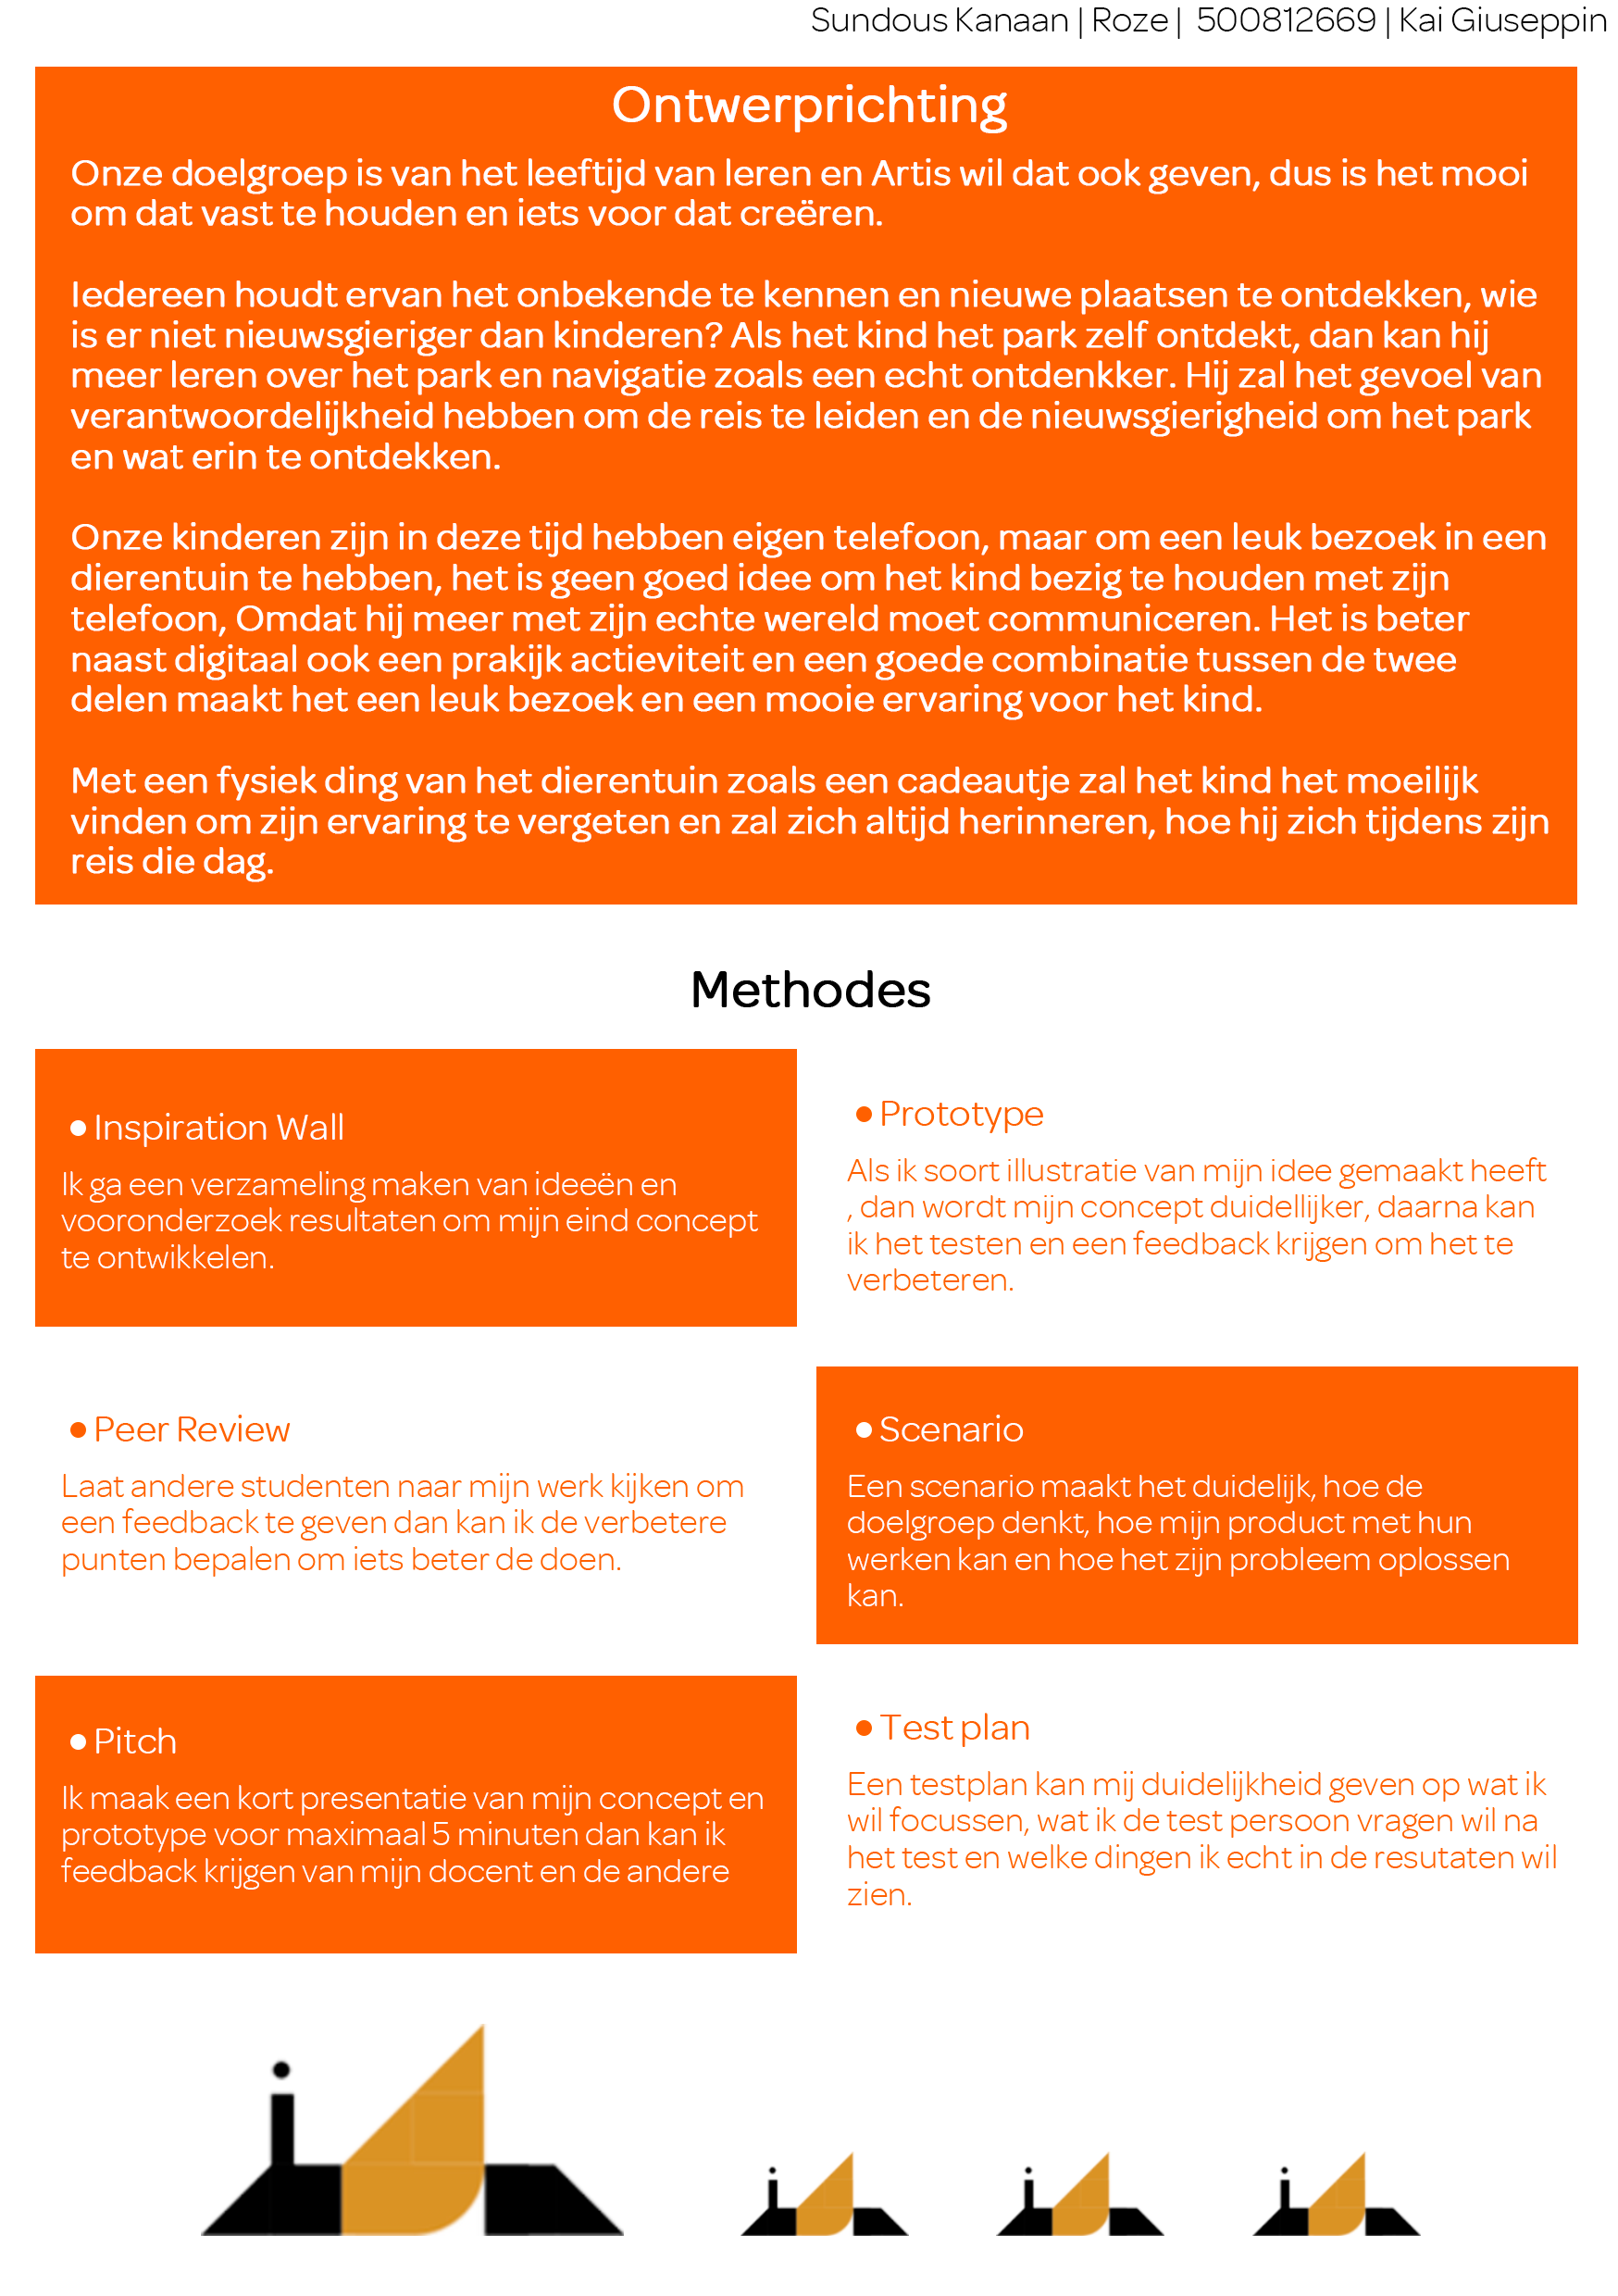 Sundous Kanaan | Roze | 500812669 | Kai Giuseppin
Ontwerprichting
Onze doelgroep is van het leeftijd van leren en Artis wil dat ook geven, dus is het mooi
om dat vast te houden en iets voor dat creëren.
Iedereen houdt ervan het onbekende te kennen en nieuwe plaatsen te ontdekken, wie
is er niet nieuwsgieriger dan kinderen? Als het kind het park zelf ontdekt, dan kan hij
meer leren over het park en navigatie zoals een echt ontdenkker. Hij zal het gevoel van
verantwoordelijkheid hebben om de reis te leiden en de nieuwsgierigheid om het park
en wat erin te ontdekken.
Onze kinderen zijn in deze tijd hebben eigen telefoon, maar om een leuk bezoek in een
dierentuin te hebben, het is geen goed idee om het kind bezig te houden met zijn
telefoon, Omdat hij meer met zijn echte wereld moet communiceren. Het is beter
naast digitaal ook een prakijk actieviteit en een goede combinatie tussen de twee
delen maakt het een leuk bezoek en een mooie ervaring voor het kind.
Met een fysiek ding van het dierentuin zoals een cadeautje zal het kind het moeilijk
vinden om zijn ervaring te vergeten en zal zich altijd herinneren, hoe hij zich tijdens zijn
reis die dag.
Methodes
•Inspiration Wall
Ik ga een verzameling maken van ideeën en
vooronderzoek resultaten om mijn eind concept
te ontwikkelen.
•Prototype
Als ik soort illustratie van mijn idee gemaakt heeft
, dan wordt mijn concept duidellijker, daarna kan
ik het testen en een feedback krijgen om het te
verbeteren.
•Peer Review
Laat andere studenten naar mijn werk kijken om
een feedback te geven dan kan ik de verbetere
punten bepalen om iets beter de doen.
•Scenario
Een scenario maakt het duidelijk, hoe de
doelgroep denkt, hoe mijn product met hun
werken kan en hoe het zijn probleem oplossen
kan.
•Pitch
Ik maak een kort presentatie van mijn concept en
prototype voor maximaal 5 minuten dan kan ik
feedback krijgen van mijn docent en de andere
•Test plan
Een testplan kan mij duidelijkheid geven op wat ik
wil focussen, wat ik de test persoon vragen wil na
het test en welke dingen ik echt in de resutaten wil
zien.